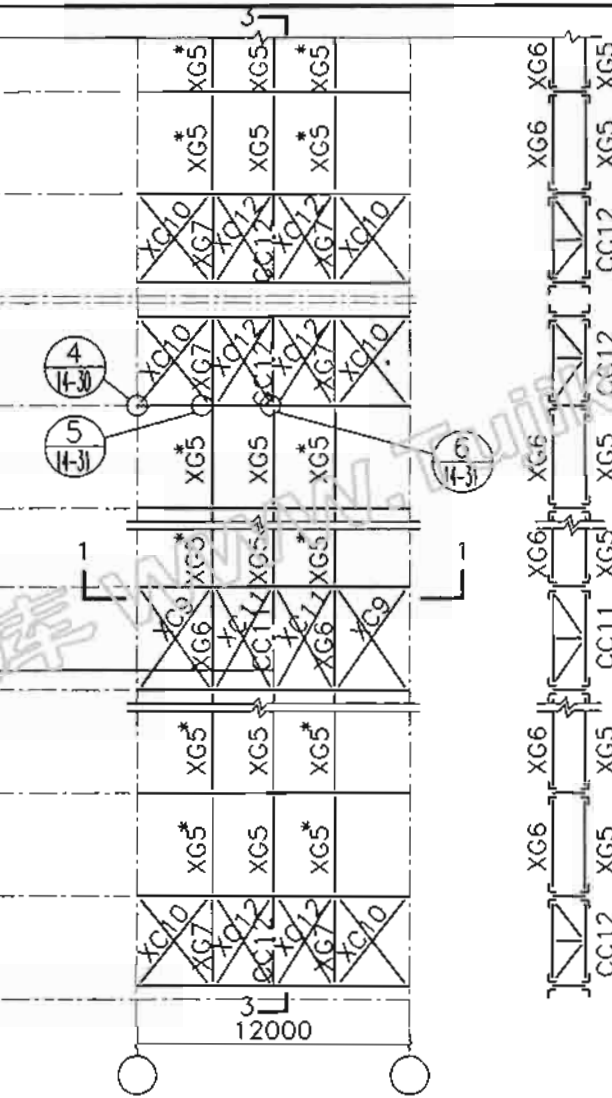 3
XG5* XG5 XG5* XG6 XG5
XG5* XG5 XG5* XG6 XG5
XC10 XG7 XC12 CC12 XC12 XG7 XC10 CC12
XC10 XG7 XC12 CC12 XC12 XG7 XC10 CC12
4
14-30
5
14-31
6
14-31
XG5* XG5 XG6 XG5
库 www.Tujik
XG5* XG5 XG5* XG6 XG5
1 1
XC9 XG6 XC11 CC11 XC11 XG6 XC9 CC11
XG5* XG5 XG5* XG6 XG5
XG5* XG5 XG5* XG6 XG5
XC10 XG7 XC12 CC12 XC12 XG7 XC10 CC12
3
12000